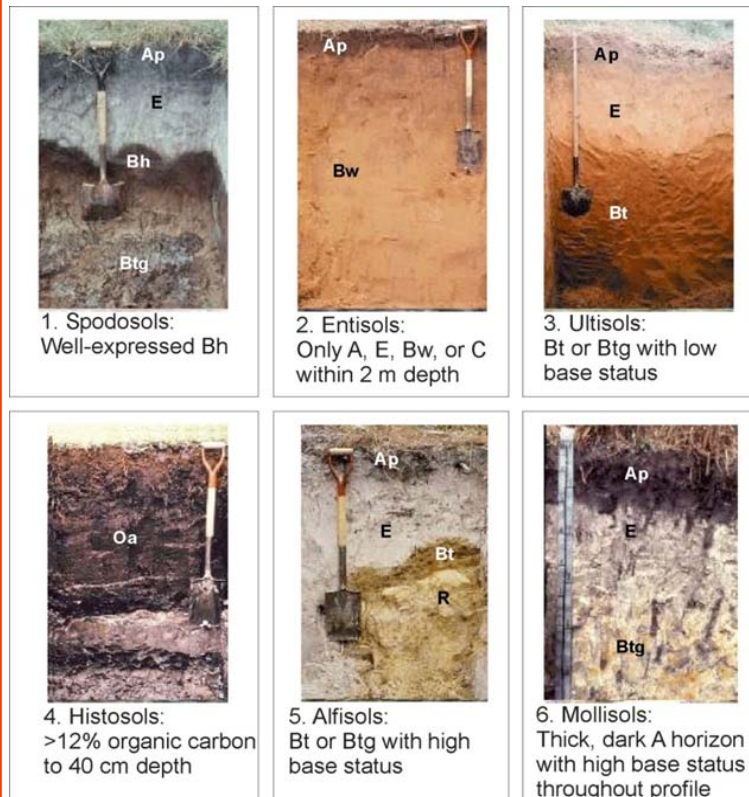 Ap
E
Bh
Btg
1. Spodosols:
Well-expressed Bh
Ap
Bw
2. Entisols:
Only A, E, Bw, or C
within 2 m depth
Ap
E
Bt
3. Ultisols:
Bt or Btg with low
base status
Oa
4. Histosols:
>12% organic carbon
to 40 cm depth
Ap
E
Bt
R
5. Alfisols:
Bt or Btg with high
base status
Ap
E
Btg
6. Mollisols:
Thick, dark A horizon
with high base status
throughout profile